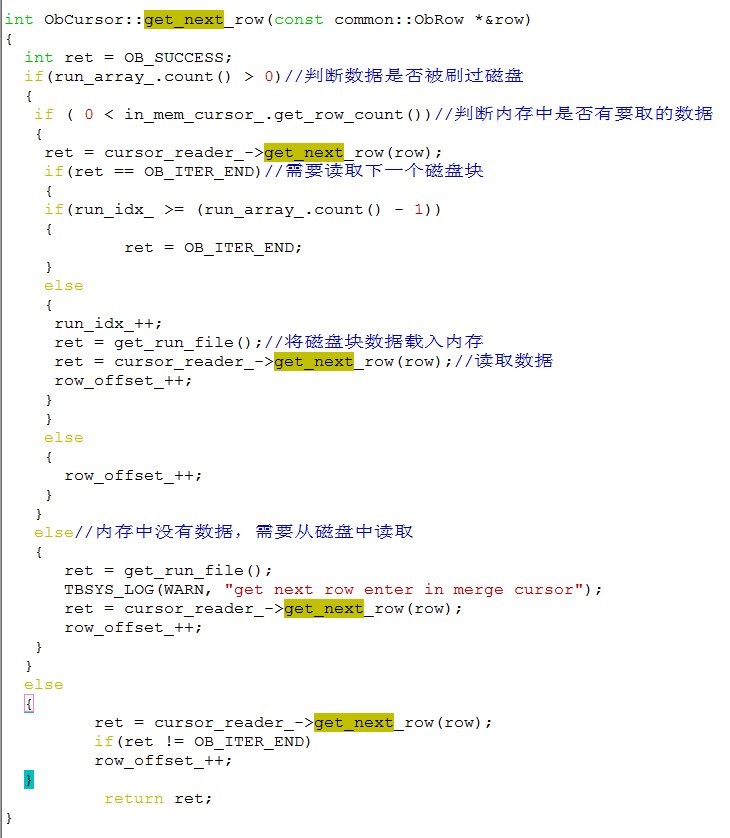 int ObCursor::get_next_row(const common::ObRow *&row)
{
int ret = OB_SUCCESS;
if(run_array_.count() > 0)//判断数据是否被刷过磁盘
{
if ( 0 < in_mem_cursor_.get_row_count())//判断内存中是否有要取的数据
{
ret = cursor_reader_->get_next_row(row);
if(ret == OB_ITER_END)//需要读取下一个磁盘块
{
if(run_idx_ >= (run_array_.count() - 1))
{
ret = OB_ITER_END;
}
else
{
run_idx_++;
ret = get_run_file();//将磁盘块数据载入内存
ret = cursor_reader_->get_next_row(row);//读取数据
row_offset_++;
}
}
else
{
row_offset_++;
}
}
else//内存中没有数据，需要从磁盘中读取
{
ret = get_run_file();
TBSYS_LOG(WARN, "get next row enter in merge cursor");
ret = cursor_reader_->get_next_row(row);
row_offset_++;
}
}
else
{
ret = cursor_reader_->get_next_row(row);
if(ret != OB_ITER_END)
row_offset_++;
}
return ret;
}